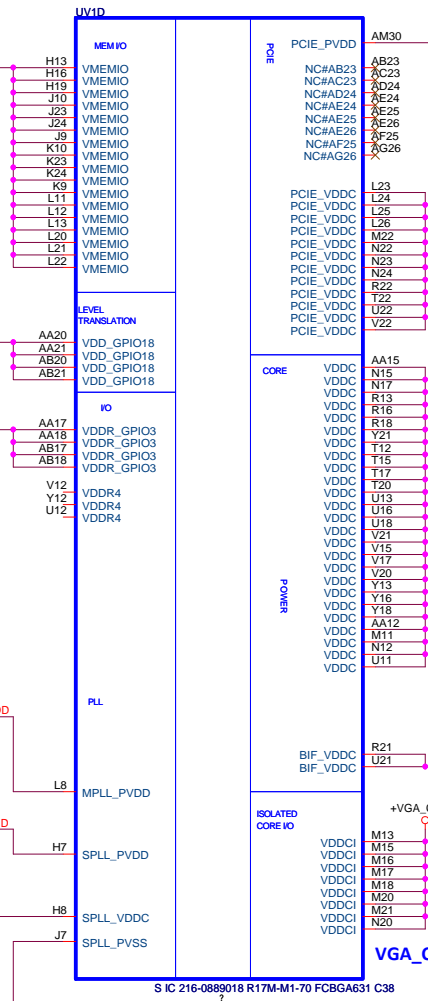 UV1D
MEM I/O
H13 VMEMIO
H16 VMEMIO
H19 VMEMIO
J10 VMEMIO
J23 VMEMIO
J24 VMEMIO
J9 VMEMIO
K10 VMEMIO
K23 VMEMIO
K24 VMEMIO
K9 VMEMIO
L11 VMEMIO
L12 VMEMIO
L13 VMEMIO
L20 VMEMIO
L21 VMEMIO
L22 VMEMIO
LEVEL
TRANSLATION
AA20 VDD_GPIO18
AA21 VDD_GPIO18
AB20 VDD_GPIO18
AB21 VDD_GPIO18
I/O
AA17 VDDR_GPIO3
AA18 VDDR_GPIO3
AB17 VDDR_GPIO3
AB18 VDDR_GPIO3
V12 VDDR4
Y12 VDDR4
U12 VDDR4
PLL
D
L8 MPLL_PVDD
D
H7 SPLL_PVDD
H8 SPLL_VDDC
J7 SPLL_PVSS
PCIE
PCIE_PVDD AM30
NC#AB23 AB23
NC#AC23 AC23
NC#AD24 AD24
NC#AE24 AE24
NC#AE25 AE25
NC#AE26 AE26
NC#AF25 AF25
NC#AG26 AG26
PCIE_VDDC L23
PCIE_VDDC L24
PCIE_VDDC L25
PCIE_VDDC L26
PCIE_VDDC M22
PCIE_VDDC N22
PCIE_VDDC N23
PCIE_VDDC N24
PCIE_VDDC R22
PCIE_VDDC T22
PCIE_VDDC U22
PCIE_VDDC V22
CORE
VDDC AA15
VDDC N15
VDDC N17
VDDC R13
VDDC R16
VDDC R18
VDDC Y21
VDDC T12
VDDC T15
VDDC T17
VDDC T20
VDDC U13
VDDC U16
VDDC U18
VDDC V21
VDDC V15
VDDC V17
VDDC V20
VDDC Y13
VDDC Y16
VDDC Y18
VDDC AA12
VDDC M11
VDDC N12
VDDC U11
POWER
BIF_VDDC R21
BIF_VDDC U21
ISOLATED
CORE I/O
+VGA_
VDDCI M13
VDDCI M15
VDDCI M16
VDDCI M17
VDDCI M18
VDDCI M20
VDDCI M21
VDDCI N20
VGA_
S IC 216-0889018 R17M-M1-70 FCBGA631 C38
?